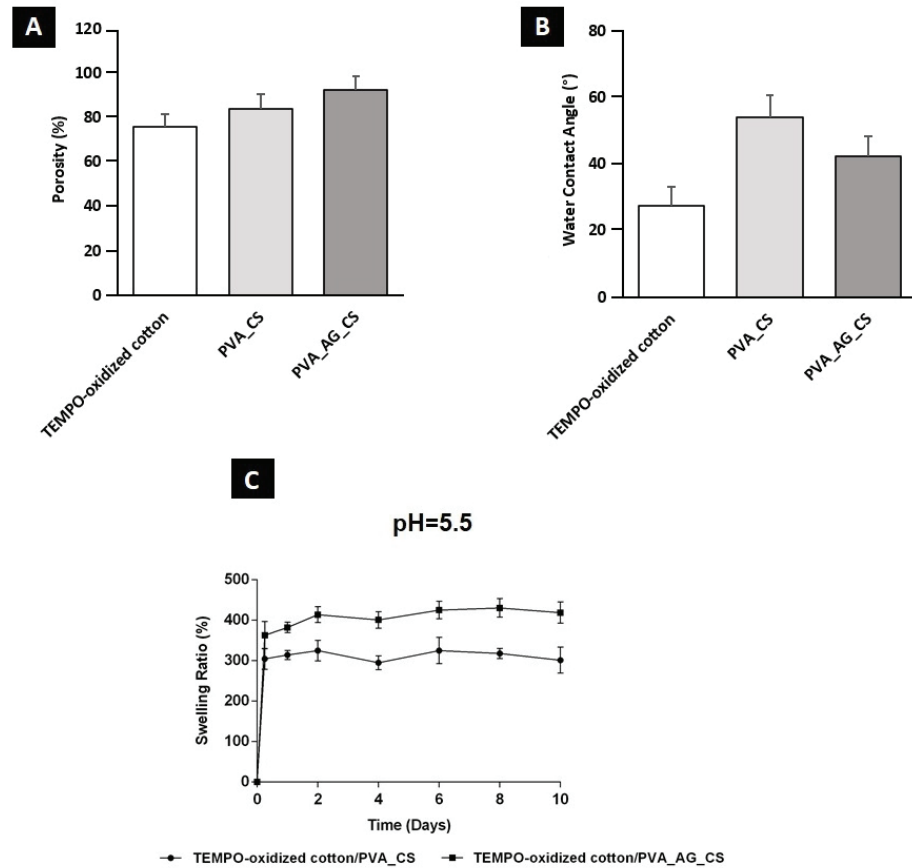 A
120
100
80
60
40
20
0
Porosity (%)
TEMPO-oxidized cotton
PVA_CS
PVA_AG_CS
B
80
60
40
20
0
Water Contact Angle (°)
TEMPO-oxidized cotton
PVA_CS
PVA_AG_CS
C
pH=5.5
500
400
300
200
100
0
Swelling Ratio (%)
0 2 4 6 8 10
Time (Days)
TEMPO-oxidized cotton/PVA_CS TEMPO-oxidized cotton/PVA_AG_CS